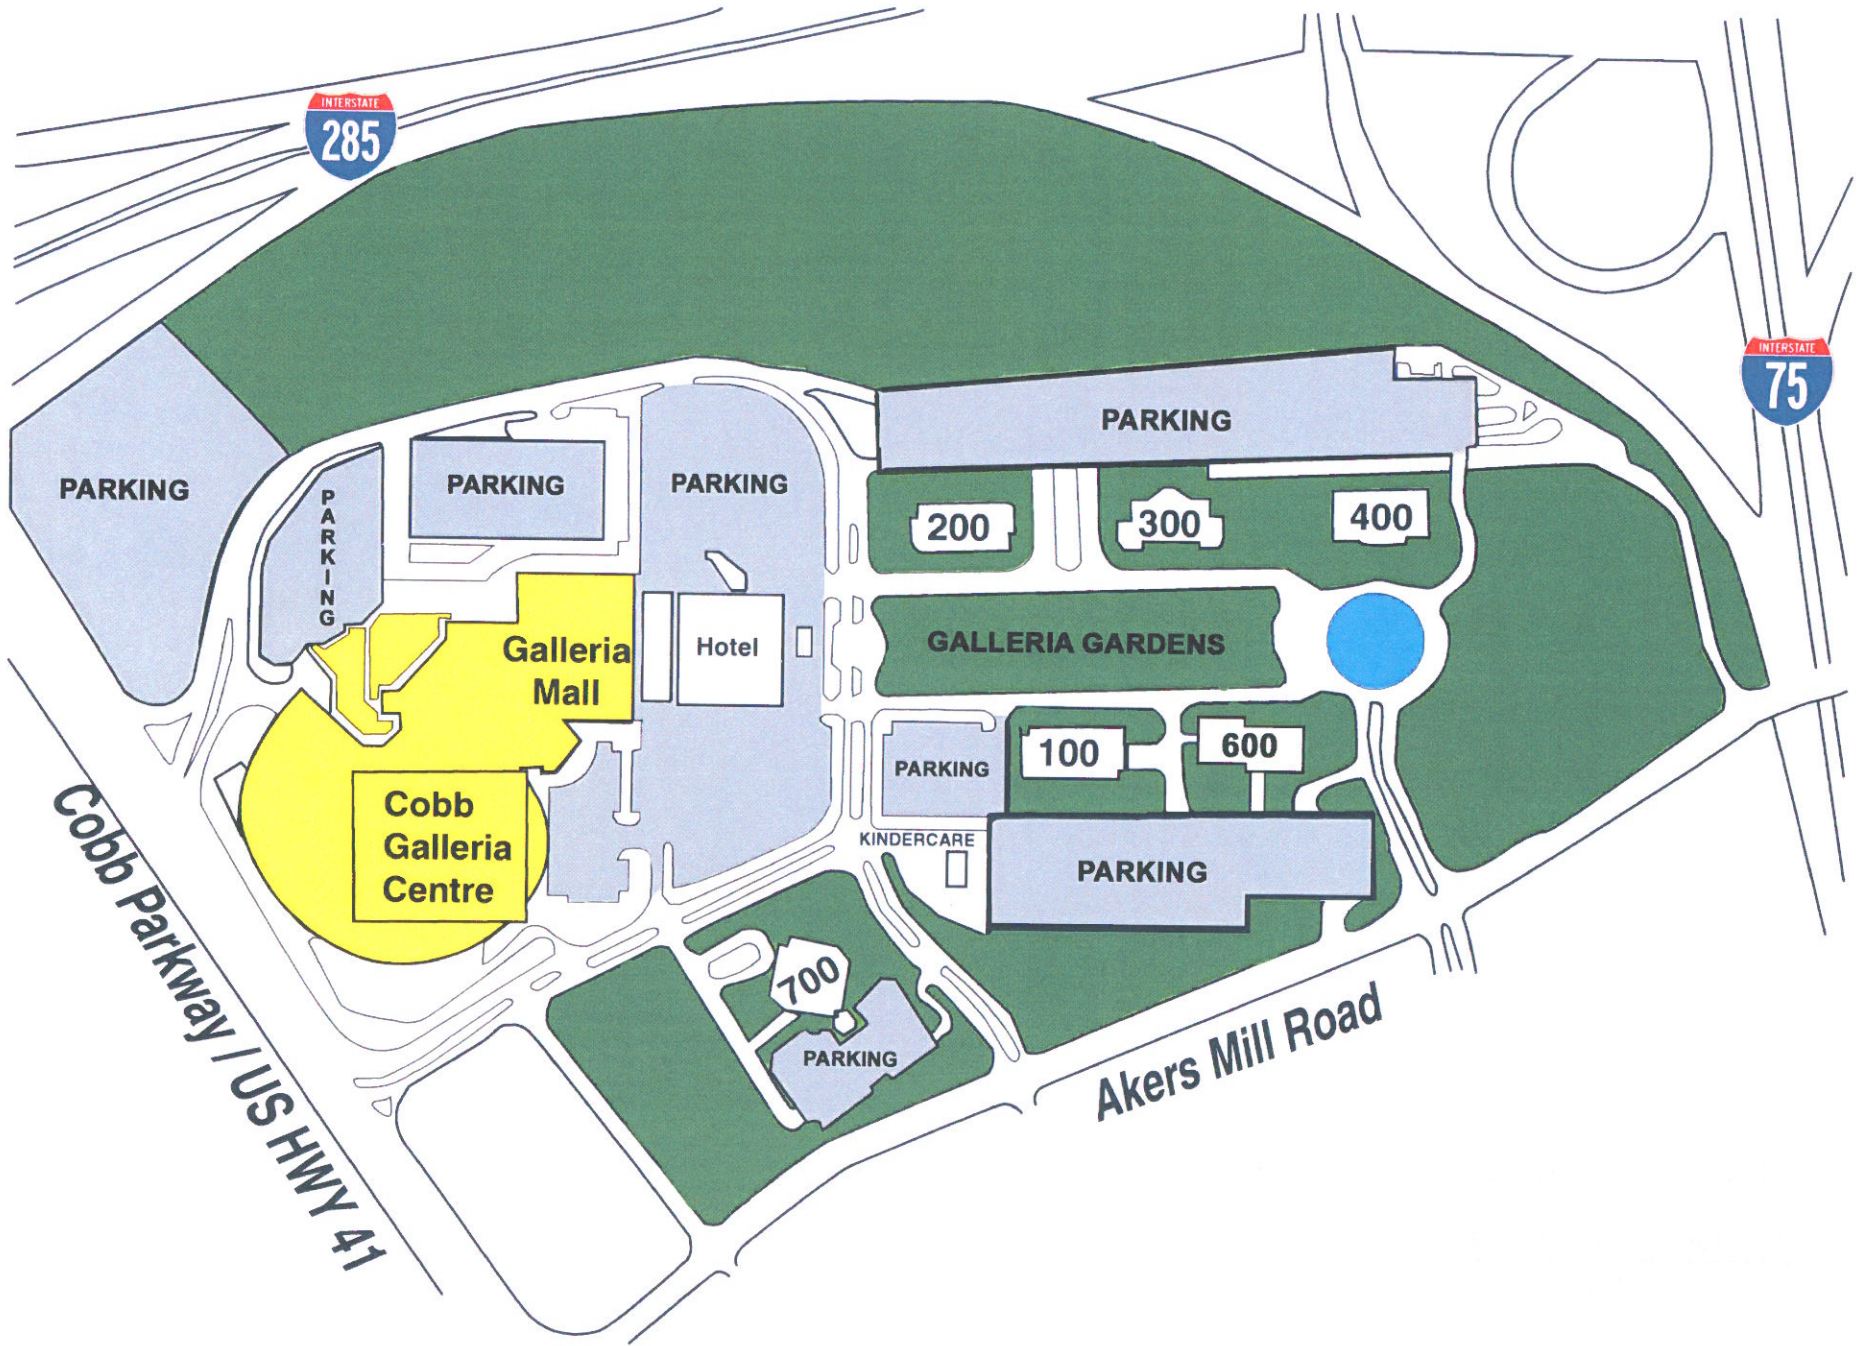 INTERSTATE
285
INTERSTATE
75
PARKING
PARKING
PARKING
PARKING
PARKING
200
300
400
Galleria
Mall
Hotel
GALLERIA GARDENS
PARKING
100
600
Cobb
Galleria
Centre
KINDERCARE
PARKING
700
PARKING
Cobb Parkway / US HWY 41
Akers Mill Road